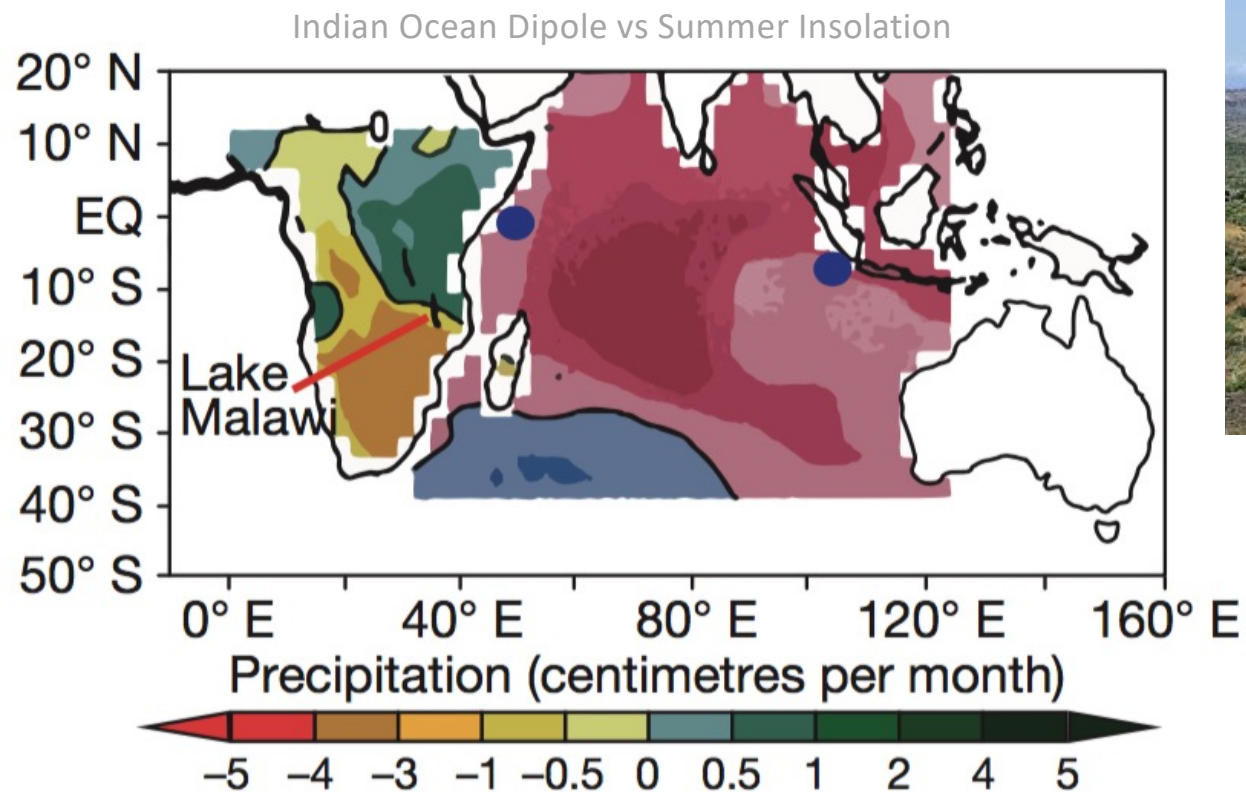 Indian Ocean Dipole vs Summer Insolation
20° N
10° N
EQ
10° S
20° S
30° S
40° S
50° S
0
Lake
Malawi
0° E 40° E 80° E 120° E 160° E
Precipitation (centimetres per month)
–5 –4 –3 –1 –0.5 0 0.5 1 2 4 5